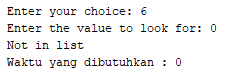 Enter your choice: 6
Enter the value to look for: 0
Not in list
Waktu yang dibutuhkan : 0